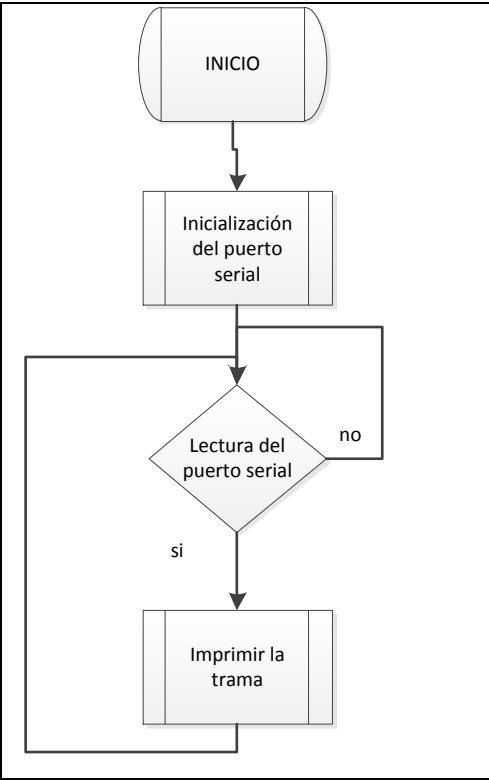 INICIO
Inicialización
del puerto
serial
Lectura del
puerto serial
no
si
Imprimir la
trama